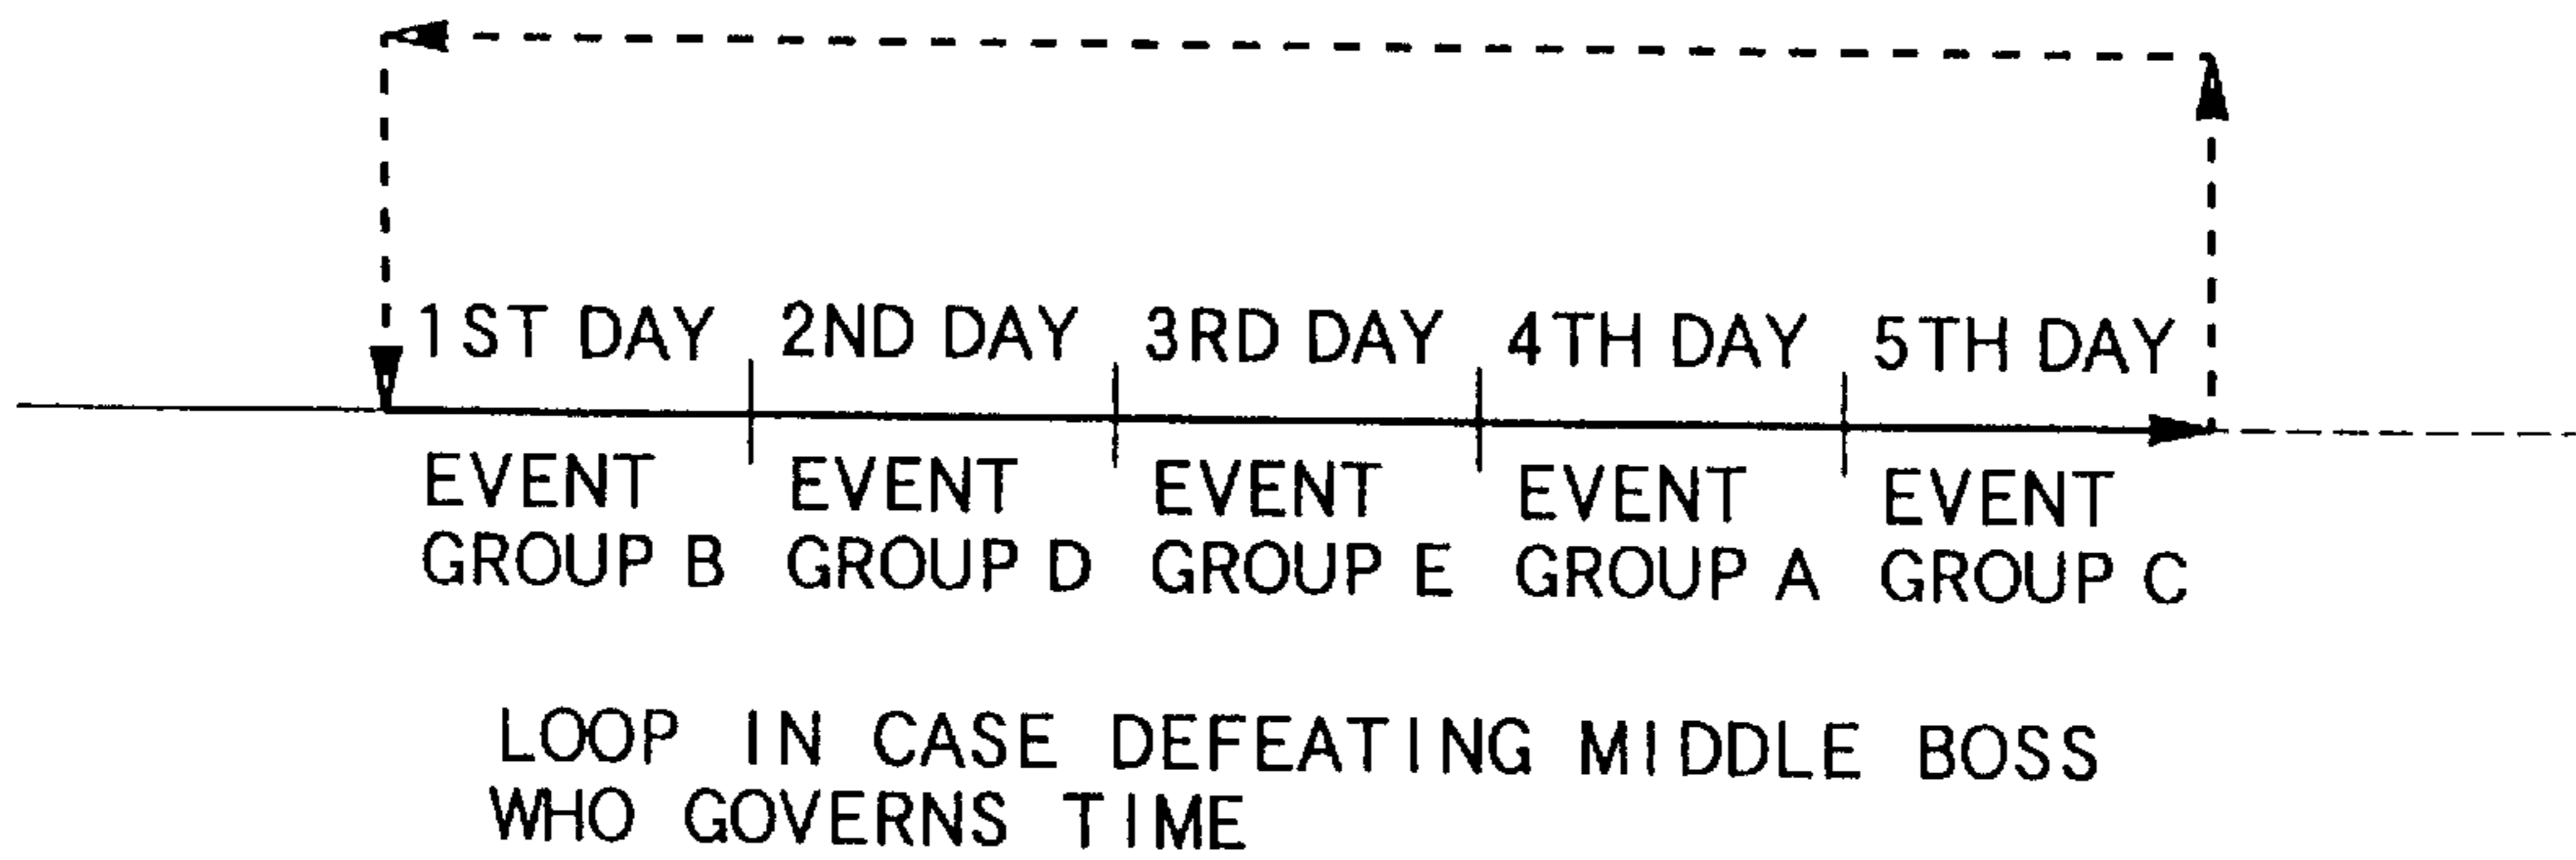 1ST DAY 2ND DAY 3RD DAY 4TH DAY 5TH DAY
EVENT EVENT EVENT EVENT EVENT
GROUP B GROUP D GROUP E GROUP A GROUP C
LOOP IN CASE DEFEATING MIDDLE BOSS
WHO GOVERNS TIME